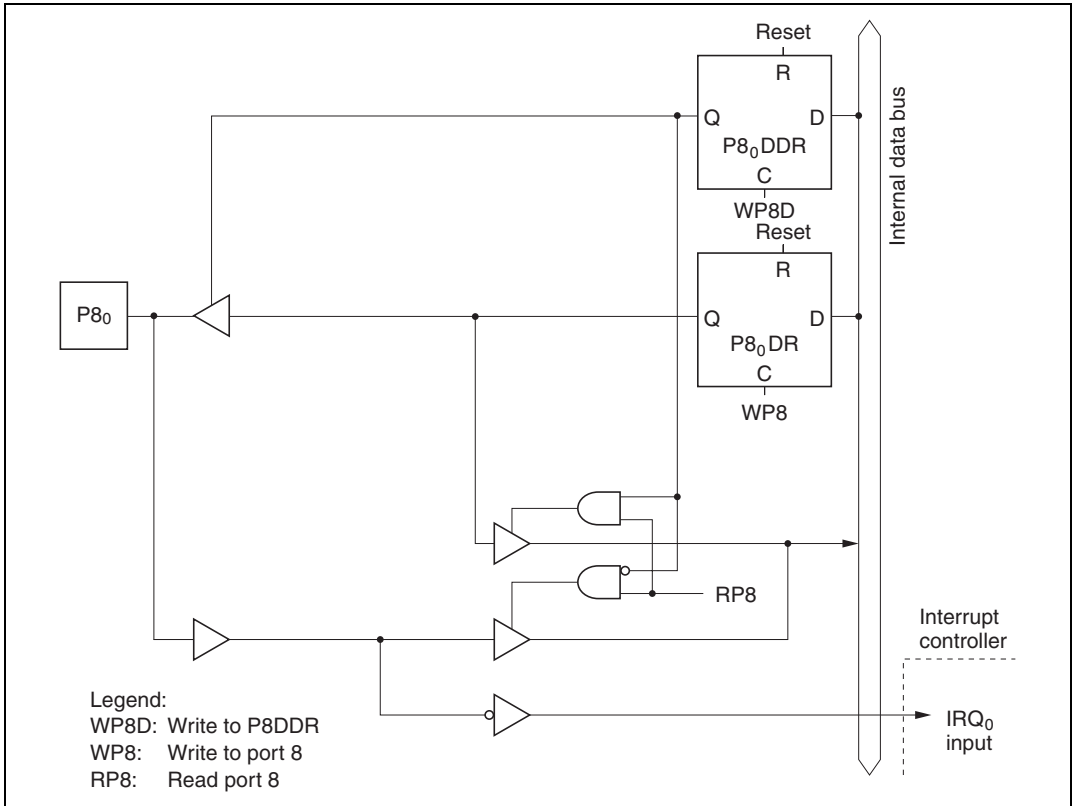 Reset
R
Q
D
P8₀DDR
C
WP8D
Internal data bus
Reset
R
P8₀
Q
D
P8₀DR
C
WP8
RP8
Interrupt
controller
IRQ₀
input
Legend:
WP8D: Write to P8DDR
WP8: Write to port 8
RP8: Read port 8